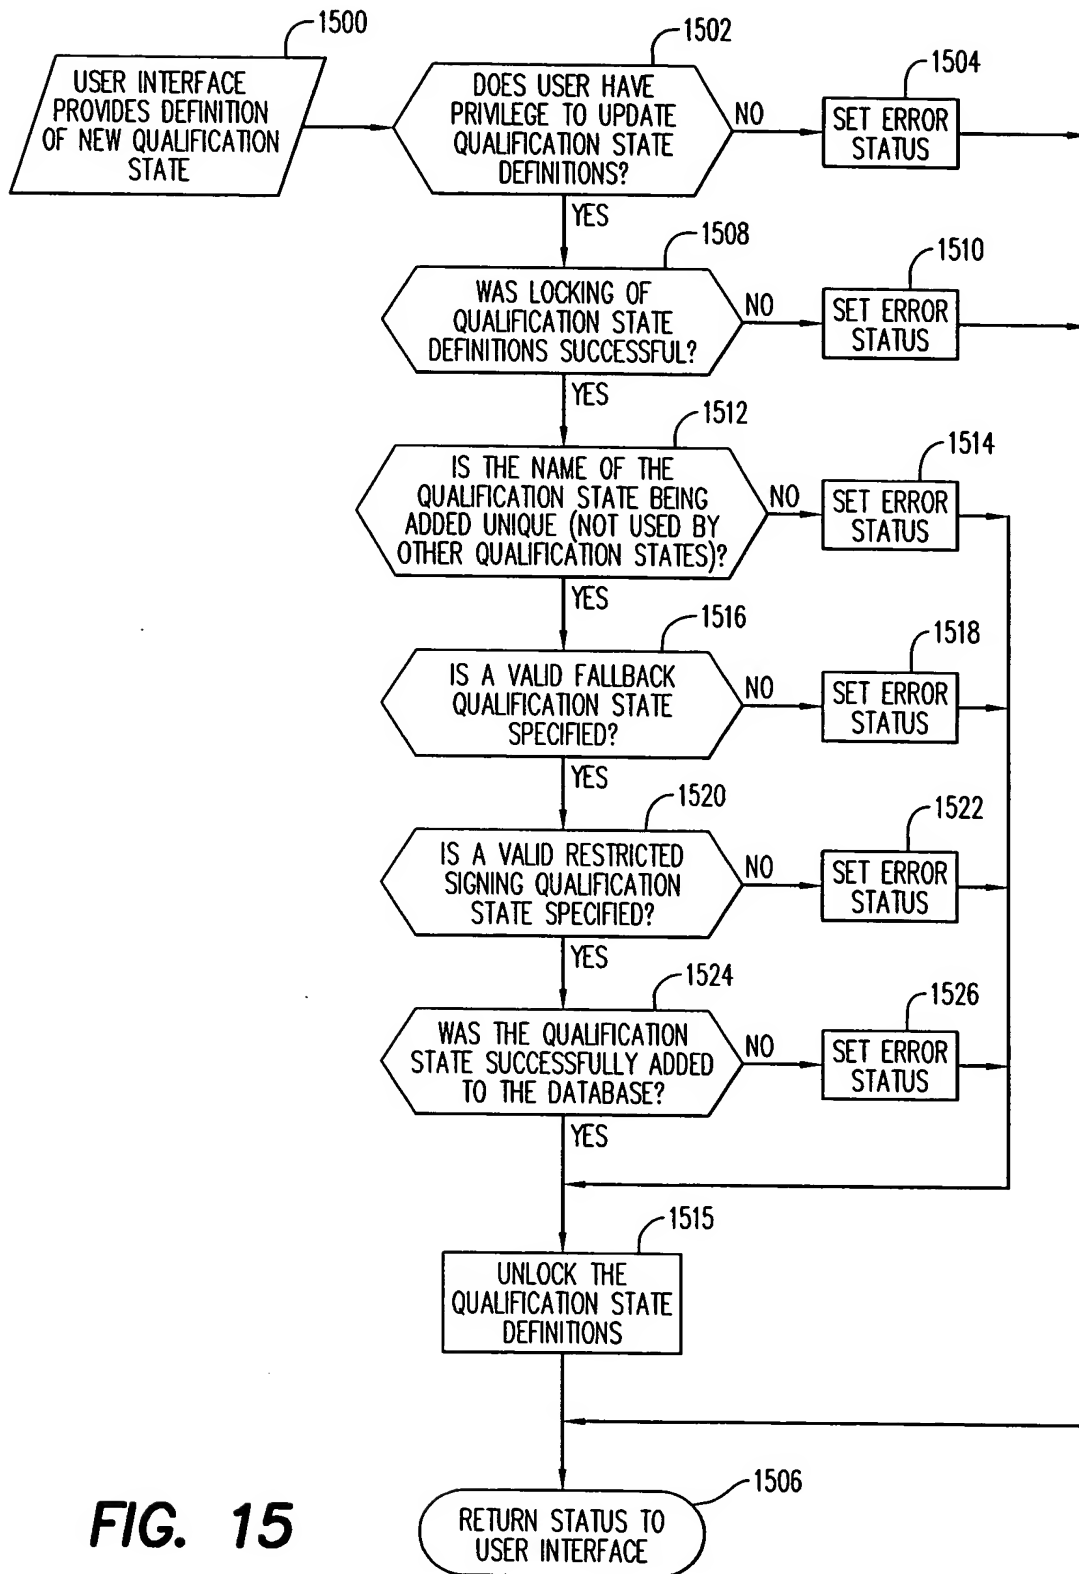 1500
USER INTERFACE
PROVIDES DEFINITION
OF NEW QUALIFICATION
STATE
1502
DOES USER HAVE
PRIVILEGE TO UPDATE
QUALIFICATION STATE
DEFINITIONS?
NO
1504
SET ERROR
STATUS
YES
1508
WAS LOCKING OF
QUALIFICATION STATE
DEFINITIONS SUCCESSFUL?
NO
1510
SET ERROR
STATUS
YES
1512
IS THE NAME OF THE
QUALIFICATION STATE BEING
ADDED UNIQUE (NOT USED BY
OTHER QUALIFICATION STATES)?
NO
1514
SET ERROR
STATUS
YES
1516
IS A VALID FALLBACK
QUALIFICATION STATE
SPECIFIED?
NO
1518
SET ERROR
STATUS
YES
1520
IS A VALID RESTRICTED
SIGNING QUALIFICATION
STATE SPECIFIED?
NO
1522
SET ERROR
STATUS
YES
1524
WAS THE QUALIFICATION
STATE SUCCESSFULLY ADDED
TO THE DATABASE?
NO
1526
SET ERROR
STATUS
YES
1515
UNLOCK THE
QUALIFICATION STATE
DEFINITIONS
1506
RETURN STATUS TO
USER INTERFACE
FIG. 15